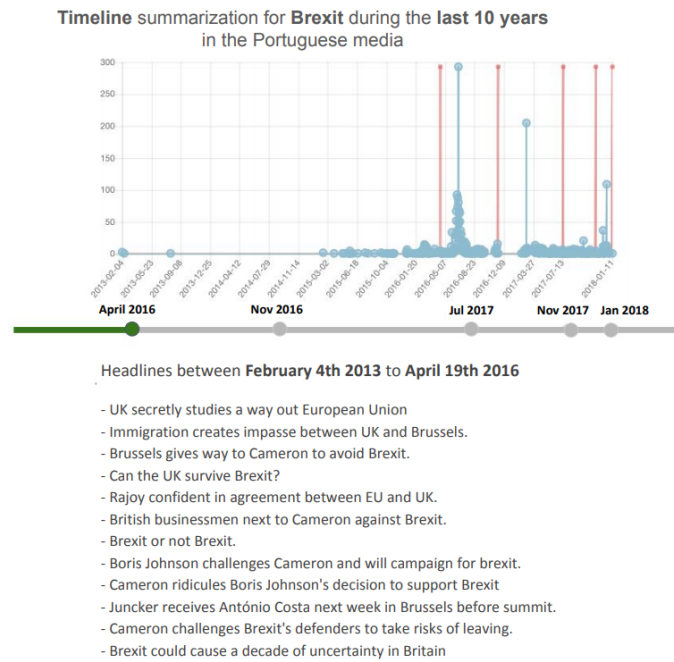 Timeline summarization for Brexit during the last 10 years
in the Portuguese media
300
250
200
150
100
50
0
2013-02-04
2013-05-23
2013-08-08
2013-12-25
2014-04-12
2014-07-29
2014-11-14
2015-03-02
2015-06-18
2015-10-04
2016-01-20
2016-05-07
2016-08-23
2016-12-09
2017-03-27
2017-07-13
2018-01-11
April 2016
Nov 2016
Jul 2017
Nov 2017
Jan 2018
Headlines between February 4th 2013 to April 19th 2016
- UK secretly studies a way out European Union
- Immigration creates impasse between UK and Brussels.
- Brussels gives way to Cameron to avoid Brexit.
- Can the UK survive Brexit?
- Rajoy confident in agreement between EU and UK.
- British businessmen next to Cameron against Brexit.
- Brexit or not Brexit.
- Boris Johnson challenges Cameron and will campaign for brexit.
- Cameron ridicules Boris Johnson's decision to support Brexit
- Juncker receives António Costa next week in Brussels before summit.
- Cameron challenges Brexit's defenders to take risks of leaving.
- Brexit could cause a decade of uncertainty in Britain